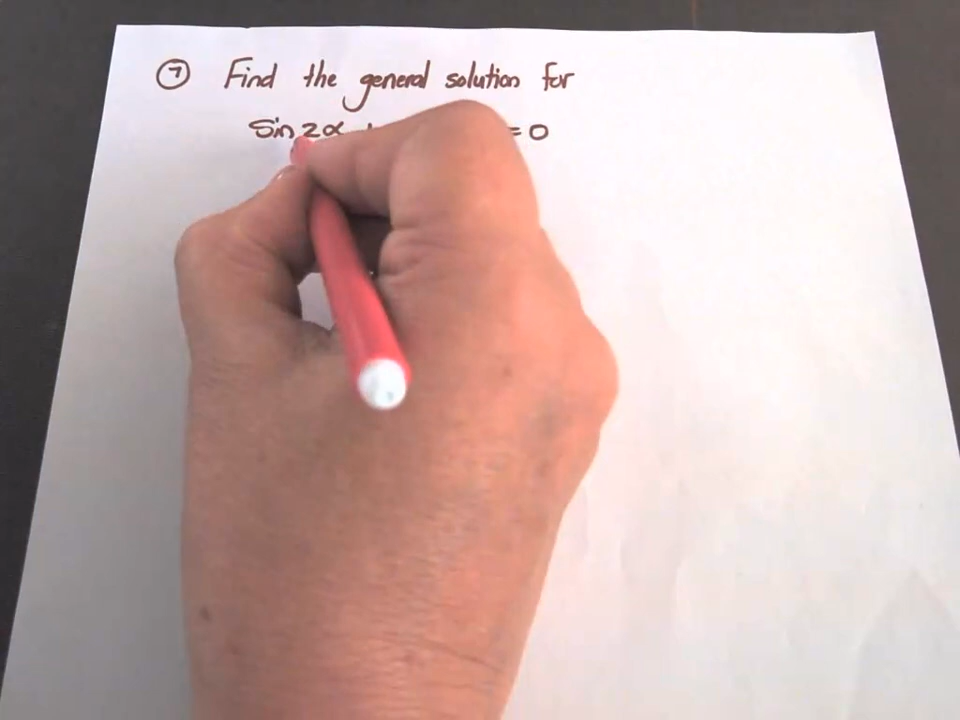 ⑦ Find the general solution for
Sin 2α = 0